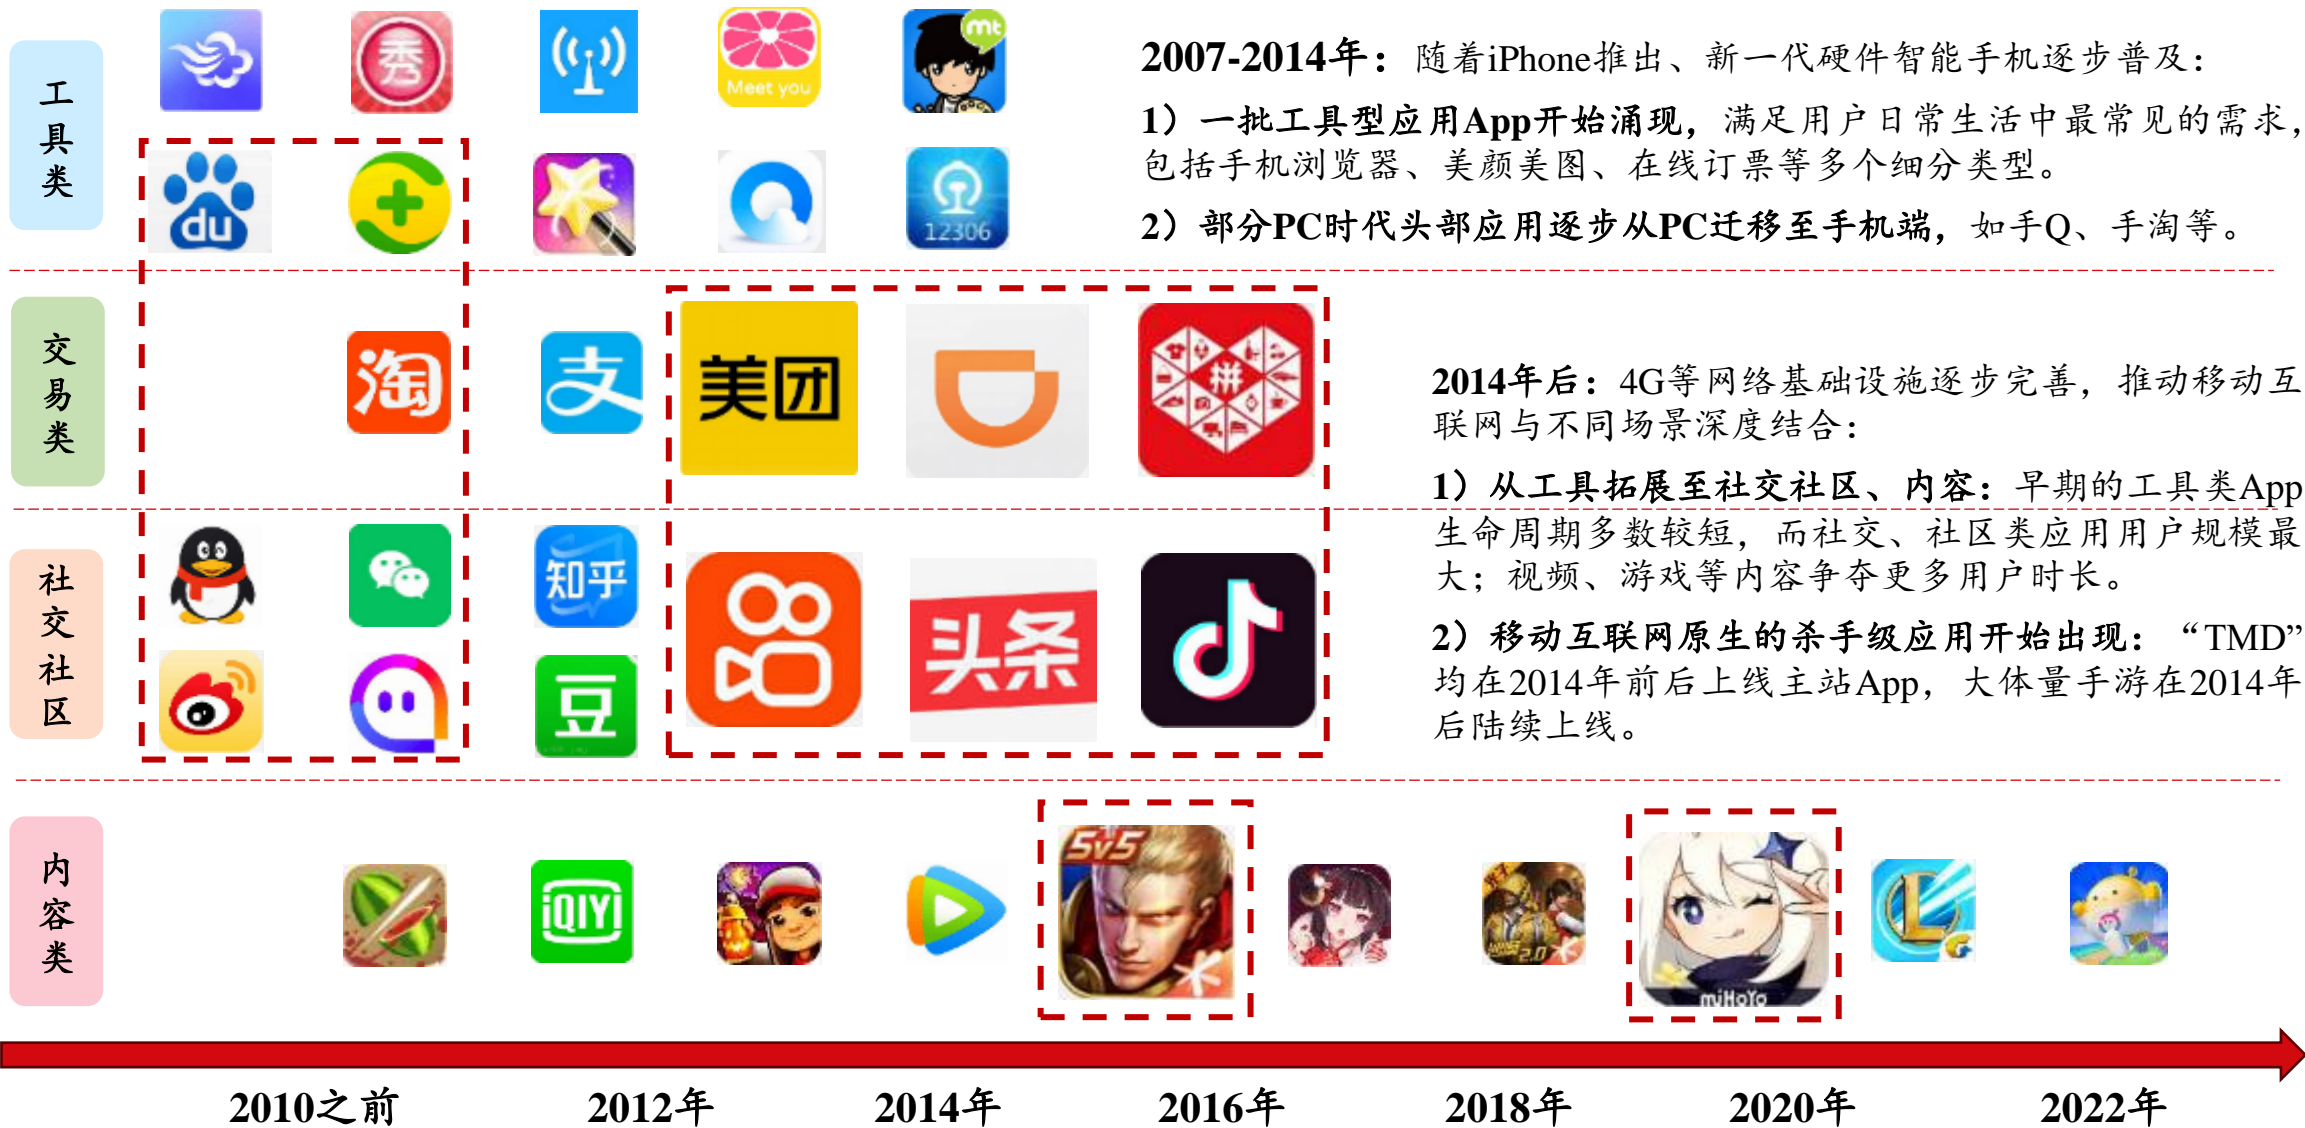 工具类
秀
Meet you
mt
du
12306
2007-2014年：随着iPhone推出、新一代硬件智能手机逐步普及：
1）一批工具型应用App开始涌现，满足用户日常生活中最常见的需求，
包括手机浏览器、美颜美图、在线订票等多个细分类型。
2）部分PC时代头部应用逐步从PC迁移至手机端，如手Q、手淘等。
交易类
淘
支
美团
拼
2014年后：4G等网络基础设施逐步完善，推动移动互
联网与不同场景深度结合：
1）从工具拓展至社交社区、内容：早期的工具类App
生命周期多数较短，而社交、社区类应用用户规模最
大；视频、游戏等内容争夺更多用户时长。
2）移动互联网原生的杀手级应用开始出现：“TMD”
均在2014年前后上线主站App，大体量手游在2014年
后陆续上线。
社交社区
知乎
豆
头条
内容类
iQIYI
5v5
2.0
miHoYo
L
2010之前
2012年
2014年
2016年
2018年
2020年
2022年